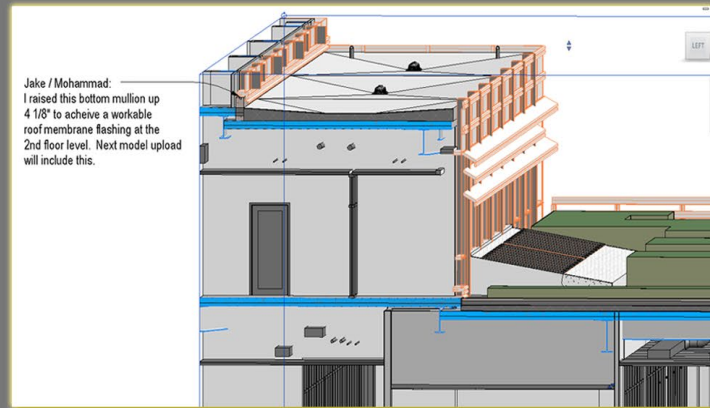 Jake / Mohammad:
I raised this bottom mullion up
4 1/8" to acheive a workable
roof membrane flashing at the
2nd floor level. Next model upload
will include this.
LEFT